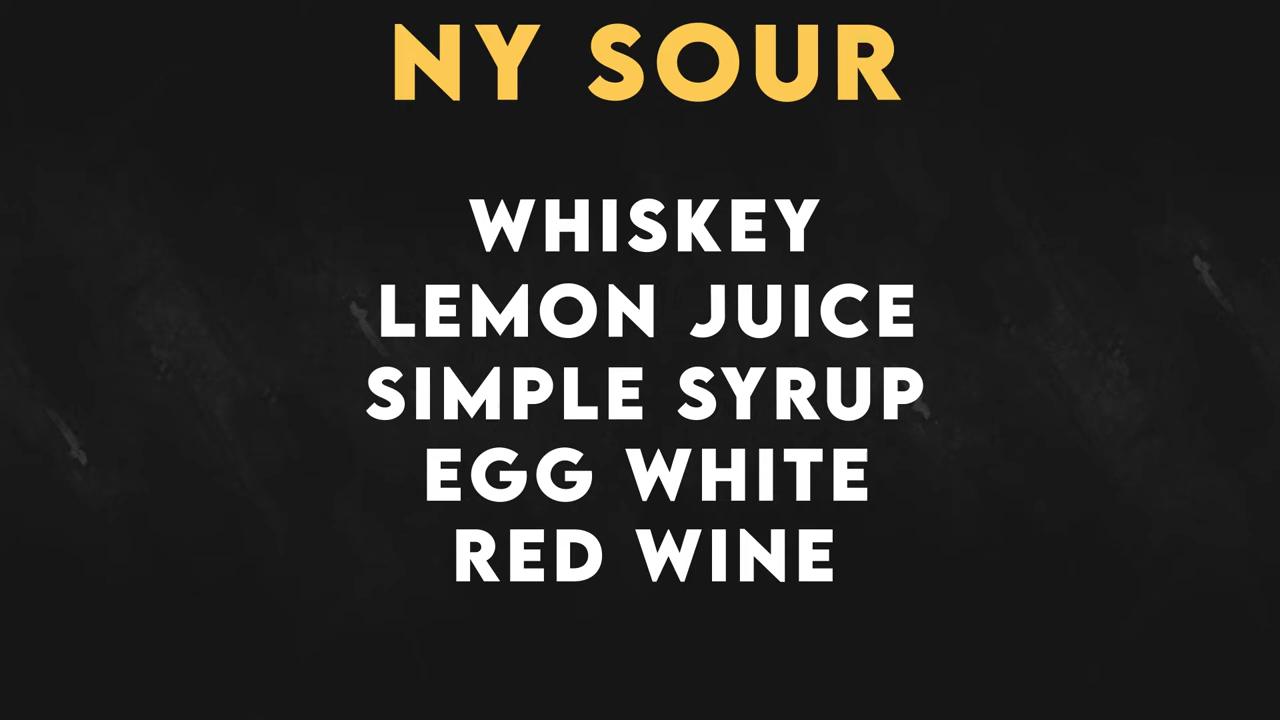 NY SOUR
WHISKEY
LEMON JUICE
SIMPLE SYRUP
EGG WHITE
RED WINE